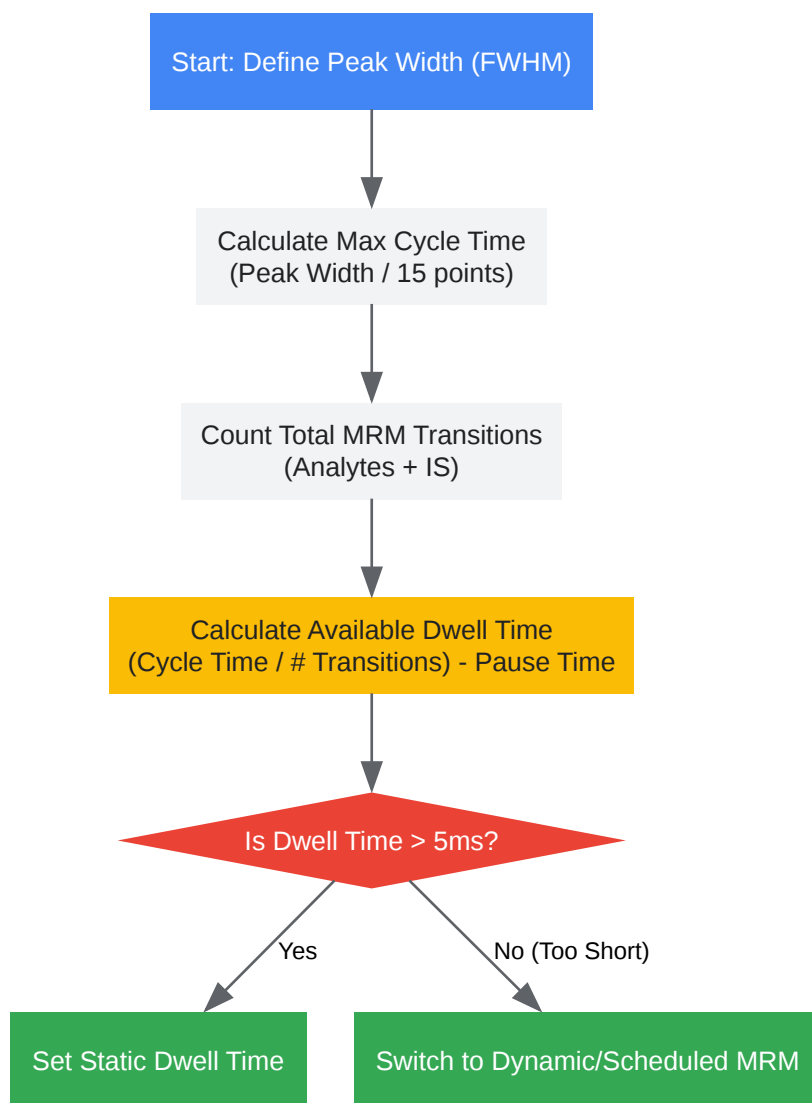 Start: Define Peak Width (FWHM)
Calculate Max Cycle Time
(Peak Width / 15 points)
Count Total MRM Transitions
(Analytes + IS)
Calculate Available Dwell Time
(Cycle Time / # Transitions) - Pause Time
Is Dwell Time > 5ms?
Yes
No (Too Short)
Set Static Dwell Time
Switch to Dynamic/Scheduled MRM